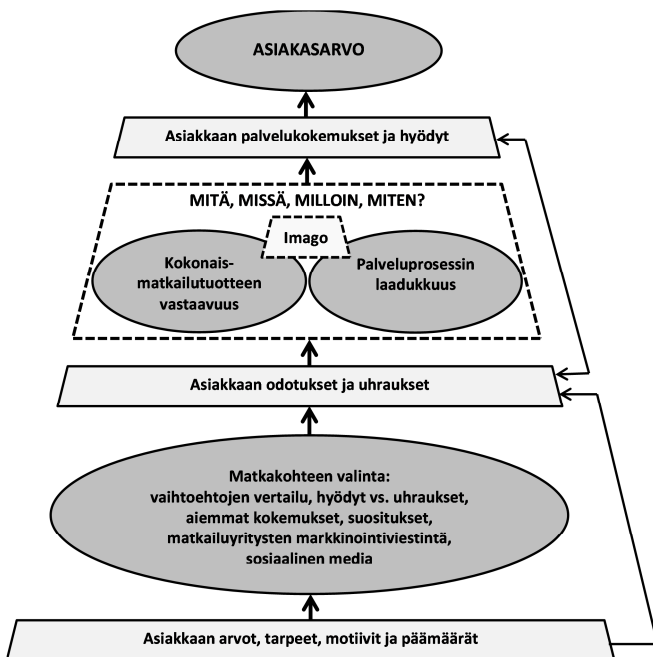 ASIAKASARVO
Asiakkaan palvelukokemukset ja hyödyt
MITÄ, MISSÄ, MILLOIN, MITEN?
Imago
Kokonais-
matkailutuotteen
vastaavuus
Palveluprosessin
laadukkuus
Asiakkaan odotukset ja uhraukset
Matkakohteen valinta:
vaihtoehtojen vertailu, hyödyt vs. uhraukset,
aiemmat kokemukset, suositukset,
matkailuyritysten markkinointiviestintä,
sosiaalinen media
Asiakkaan arvot, tarpeet, motiivit ja päämäärät